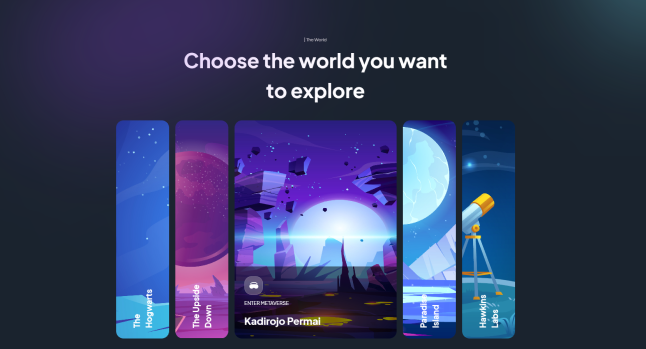 | The World
Choose the world you want
to explore
The
Hogwarts
The Upside
Down
ENTER METAVERSE
Kadirojo Permai
Paradise
Island
Hawkins
Labs